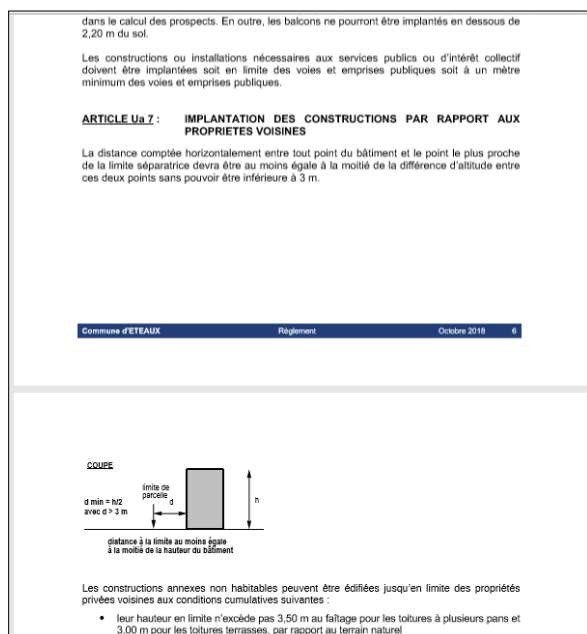 dans le calcul des prospects. En outre, les balcons ne pourront être implantés en dessous de
2,20 m du sol.
Les constructions ou installations nécessaires aux services publics ou d'intérêt collectif
doivent être implantées soit en limite des voies et emprises publiques soit à un mètre
minimum des voies et emprises publiques.
ARTICLE Ua 7 : IMPLANTATION DES CONSTRUCTIONS PAR RAPPORT AUX
PROPRIETES VOISINES
La distance comptée horizontalement entre tout point du bâtiment et le point le plus proche
de la limite séparatrice devra être au moins égale à la moitié de la différence d'altitude entre
ces deux points sans pouvoir être inférieure à 3 m.
Commune d'ETEAUX Règlement Octobre 2018 6
COUPE
limite de
parcelle
d
d min = h/2
avec d > 3 m
h
distance à la limite au moins égale
à la moitié de la hauteur du bâtiment
Les constructions annexes non habitables peuvent être édifiées jusqu'en limite des propriétés
privées voisines aux conditions cumulatives suivantes :
• leur hauteur en limite n'excède pas 3,50 m au faîtage pour les toitures à plusieurs pans et
3,00 m pour les toitures terrasses, par rapport au terrain naturel